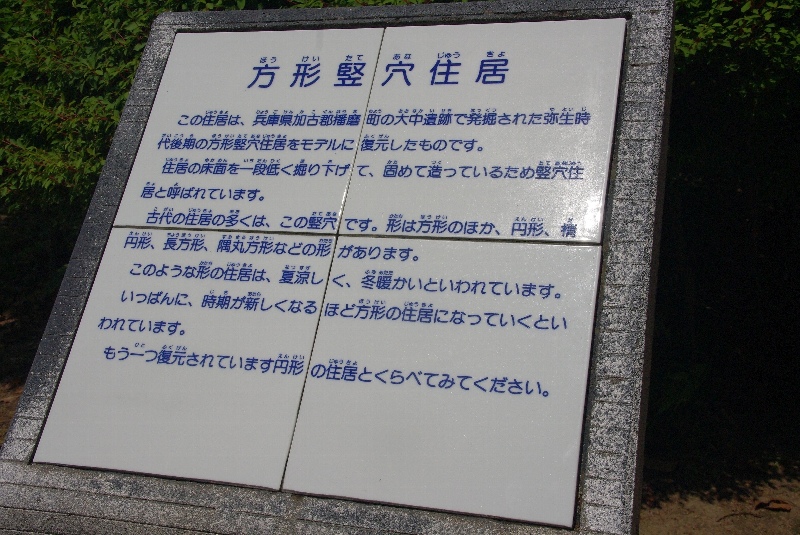 方形竪穴住居
この住居は、兵庫県加古郡播磨町の大中遺跡で発掘された弥生時
代後期の方形竪穴住居をモデルに復元したものです。
住居の床面を一段低く掘り下げて、固めて造っているため竪穴住
居と呼ばれています。
古代の住居の多くは、この竪穴です。形は方形のほか、円形、楕
円形、長方形、隅丸方形などの形があります。
このような形の住居は、夏涼しく、冬暖かいといわれています。
いっぱんに、時期が新しくなるほど方形の住居になっていくとい
われています。
もう一つ復元されています円形の住居とくらべてみてください。